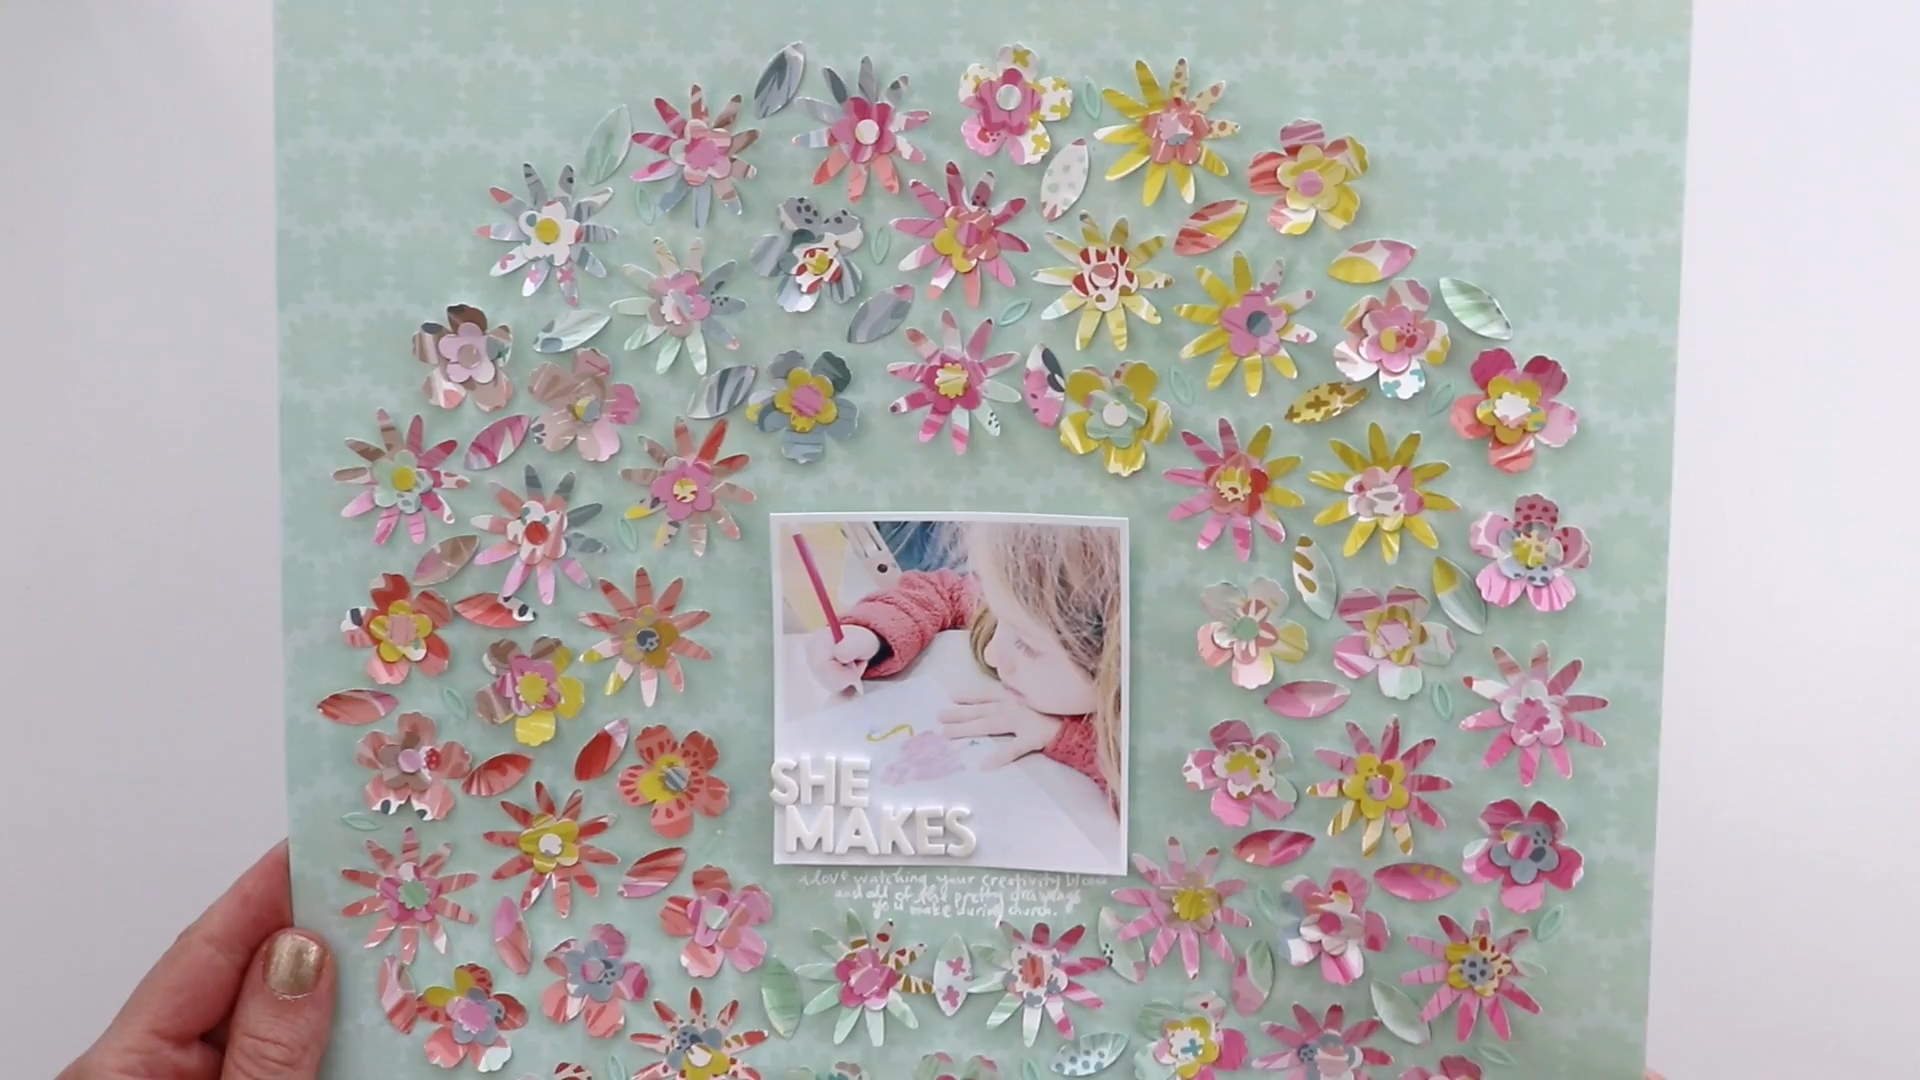 SHE
MAKES
i love watching your creativity bloom
and all of the pretty drawings
you make during church.